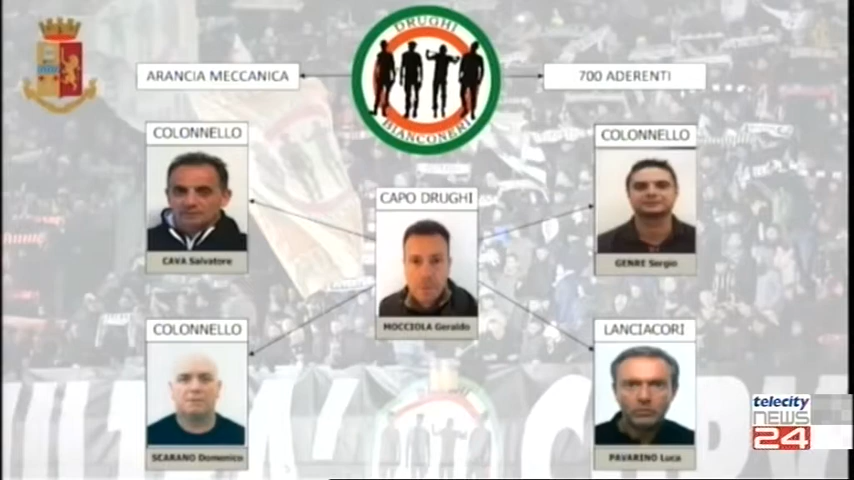 DRUGHI
BIANCONERI
ARANCIA MECCANICA
700 ADERENTI
COLONNELLO
CAVA Salvatore
COLONNELLO
GENRE Sergio
CAPO DRUGHI
MOCCIOLA Geraldo
COLONNELLO
SCARANO Domenico
LANCIACORI
PAVARINO Luca
telecity
NEWS
24